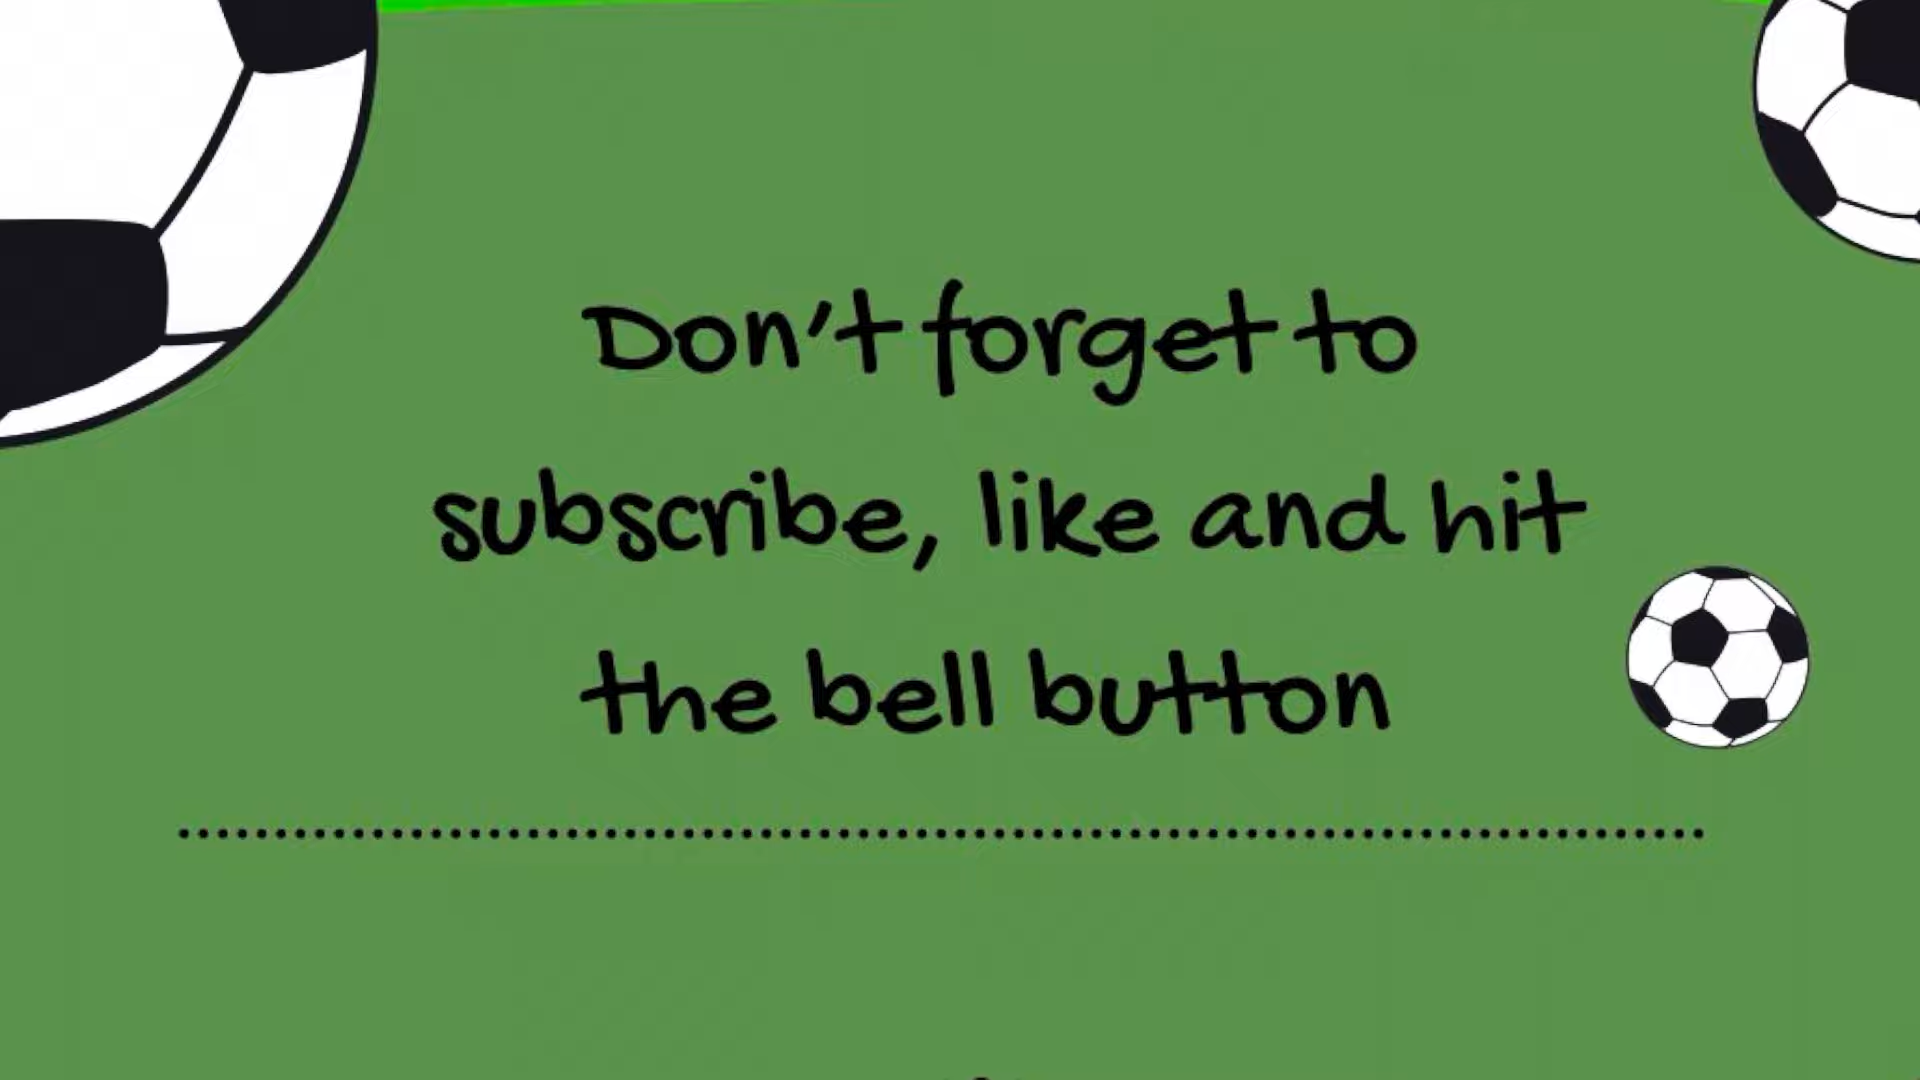 Don't forget to
subscribe, like and hit
the bell button